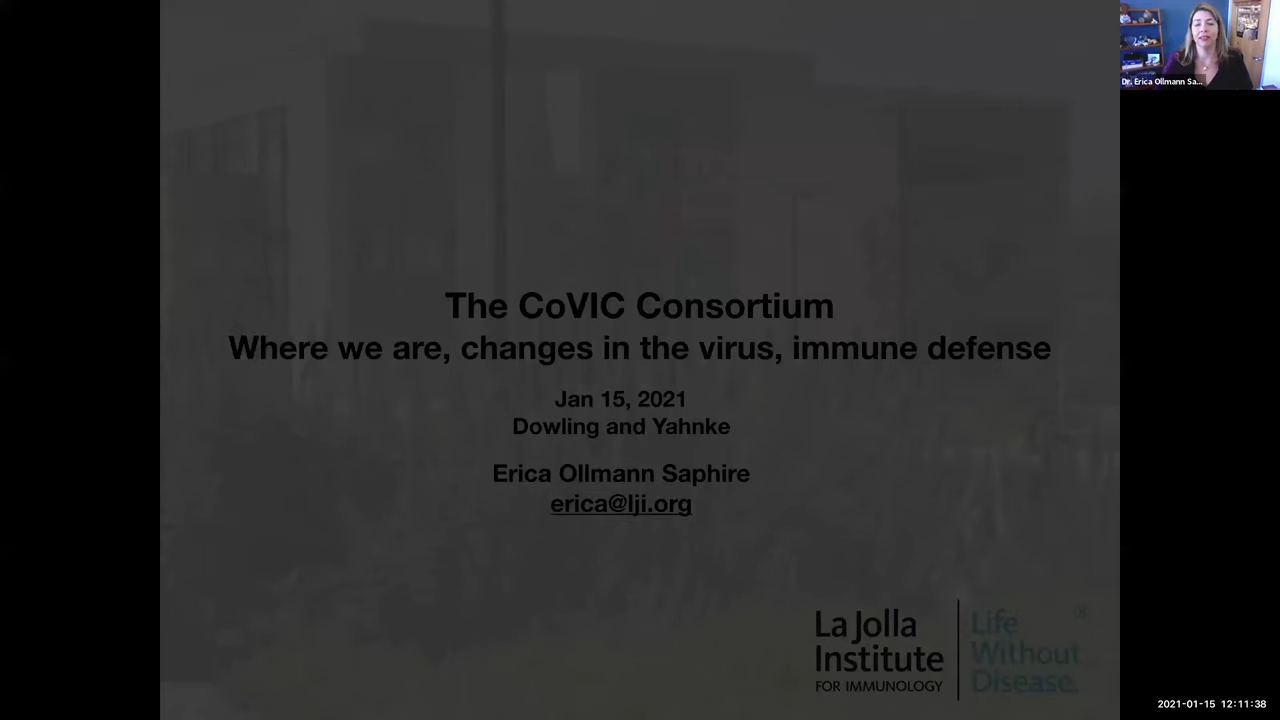 Dr. Erica Ollmann Sa...
The CoVIC Consortium
Where we are, changes in the virus, immune defense
Jan 15, 2021
Dowling and Yahnke
Erica Ollmann Saphire
erica@lji.org
La Jolla
Institute
FOR IMMUNOLOGY
Life
Without
Disease.
®
2021-01-15 12:11:38